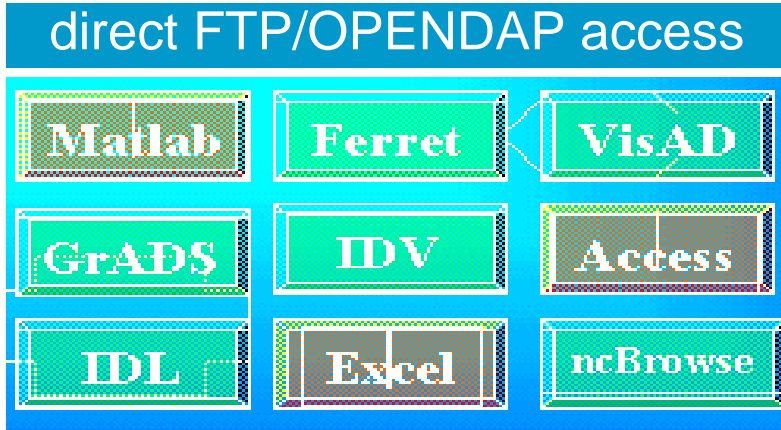 direct FTP/OPENDAP access
Matlab Ferret VisAD
GrADS IDV Access
IDL Excel ncBrowse